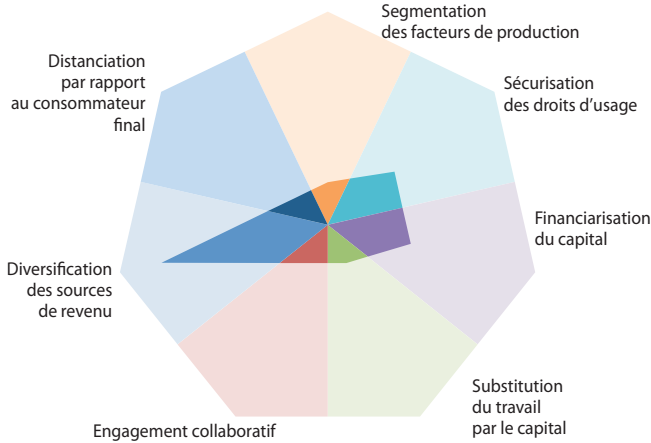 Segmentation
des facteurs de production
Sécurisation
des droits d'usage
Financiarisation
du capital
Substitution
du travail
par le capital
Engagement collaboratif
Diversification
des sources
de revenu
Distanciation
par rapport
au consommateur
final